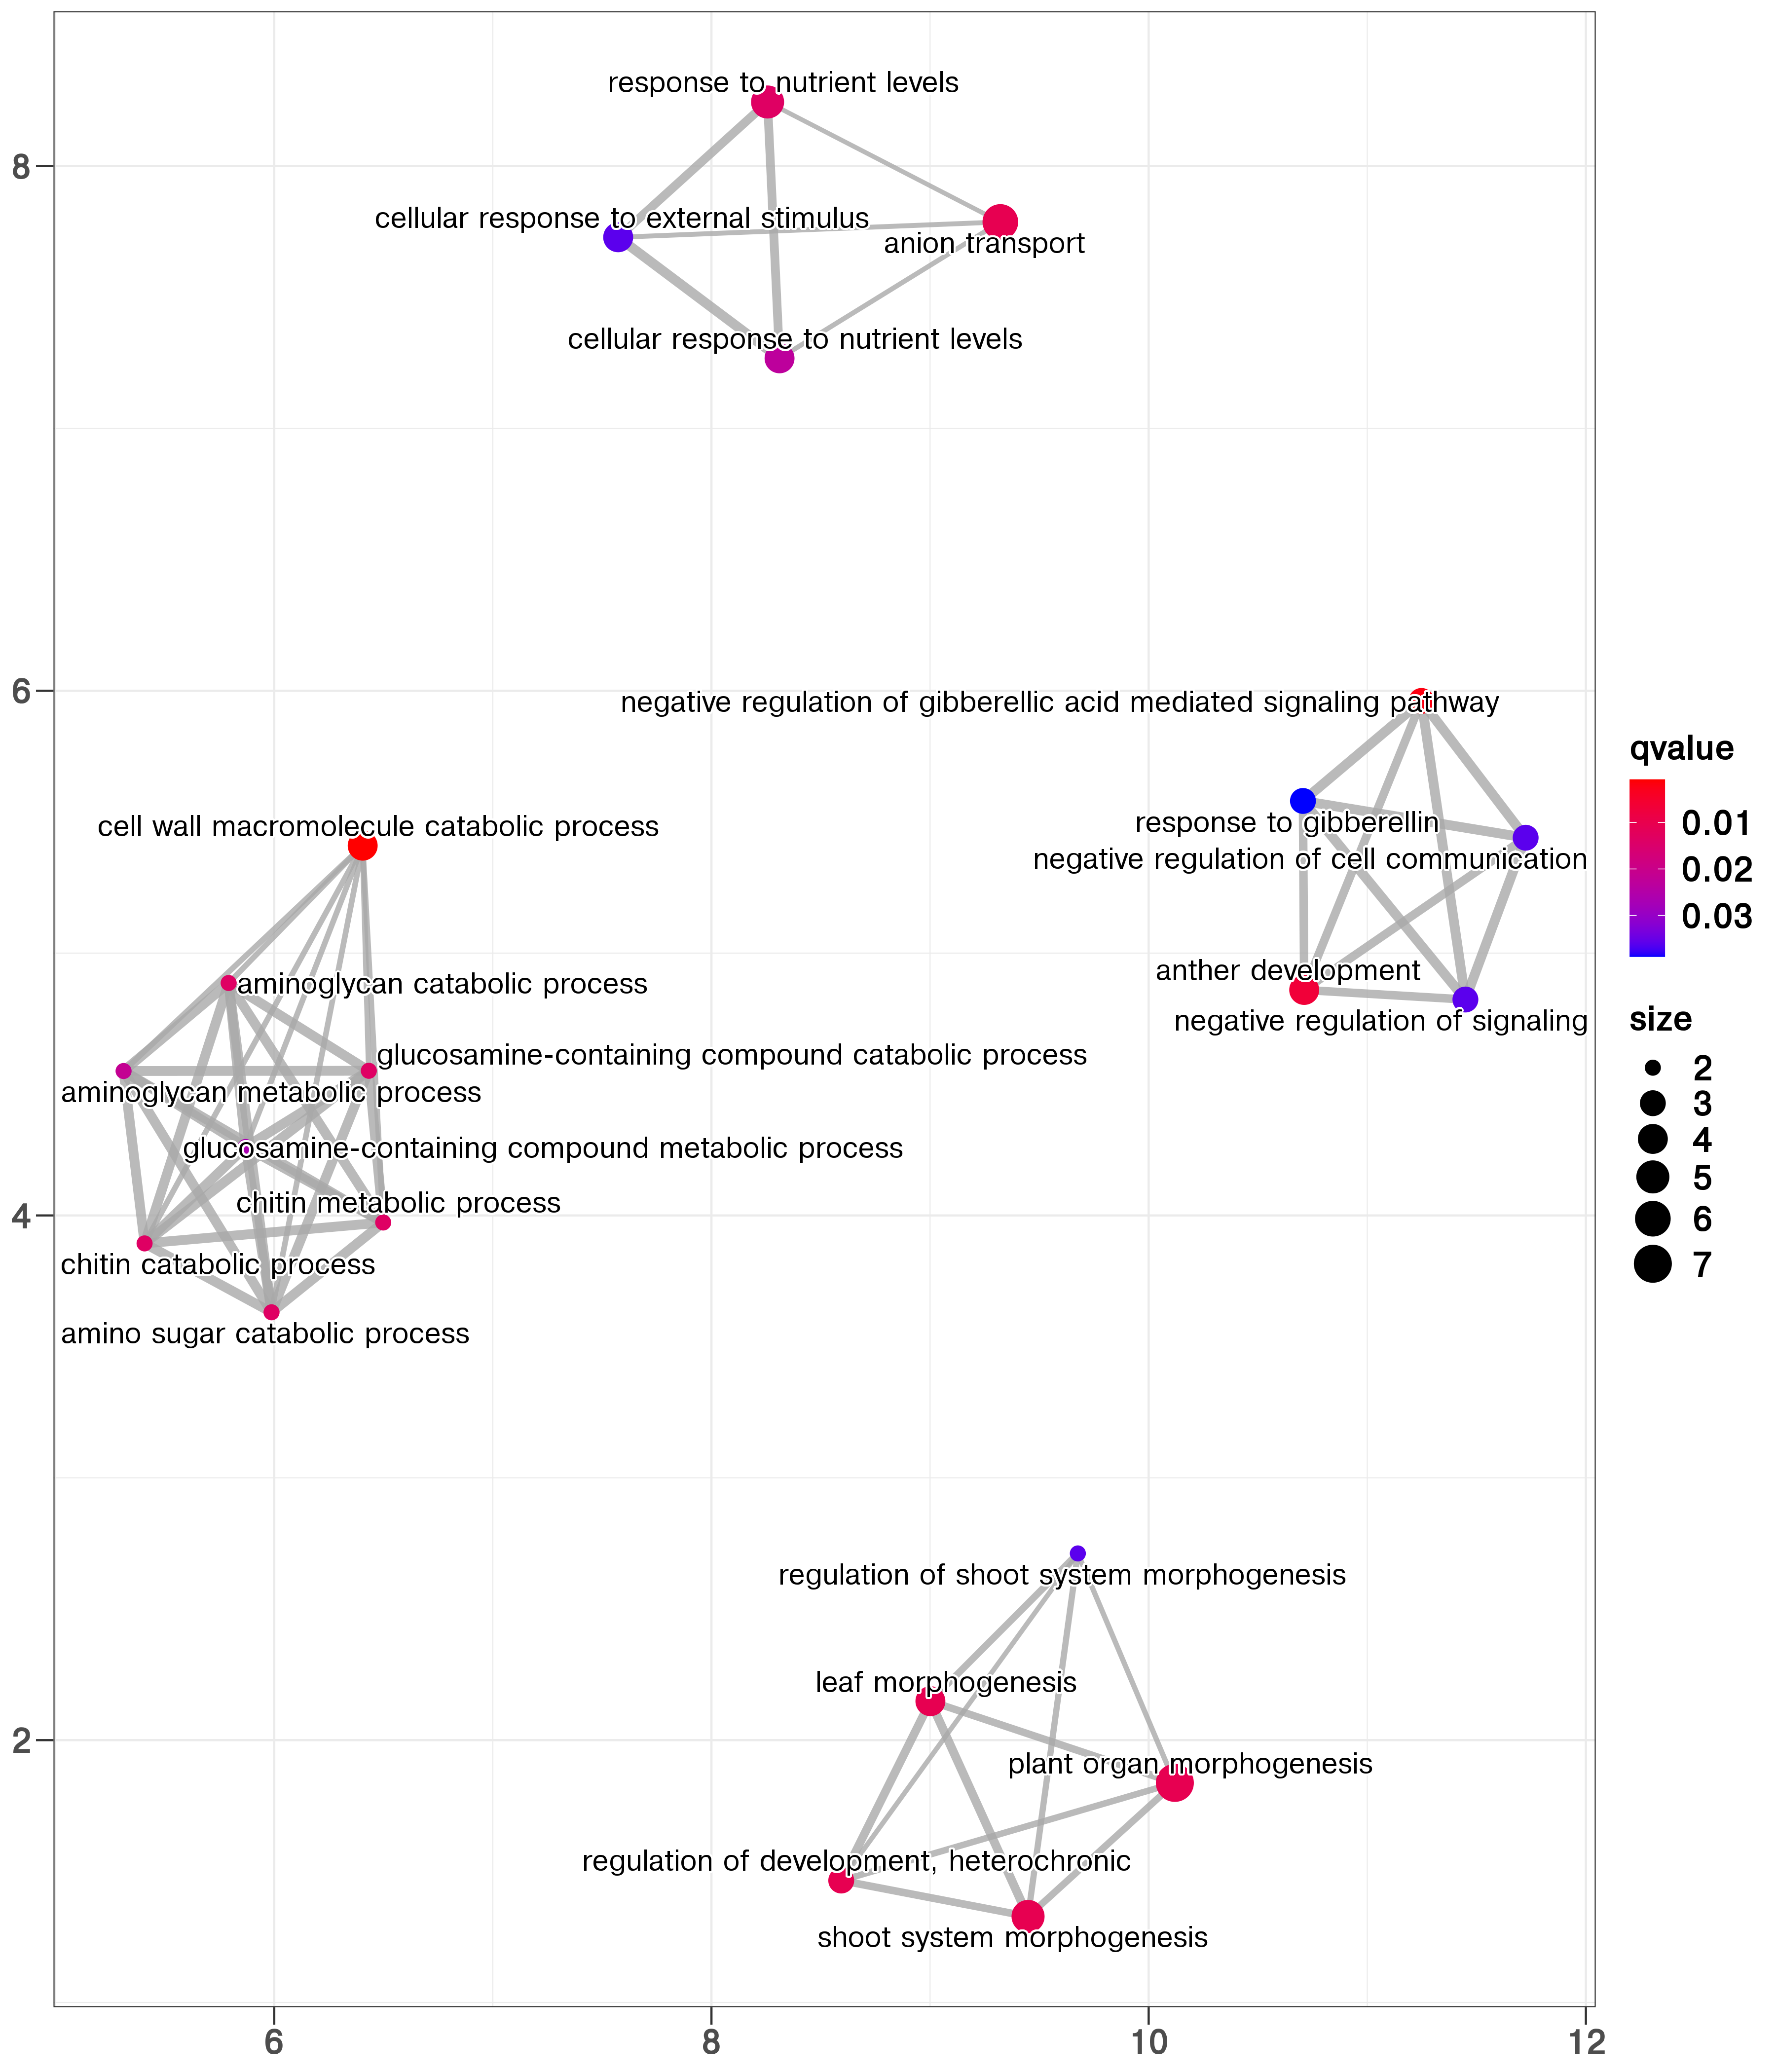 response to nutrient levels
8
cellular response to external stimulus
anion transport
cellular response to nutrient levels
6
negative regulation of gibberellic acid mediated signaling pathway
response to gibberellin
cell wall macromolecule catabolic process
negative regulation of cell communication
anther development
aminoglycan catabolic process
negative regulation of signaling
glucosamine-containing compound catabolic process
aminoglycan metabolic process
glucosamine-containing compound metabolic process
chitin metabolic process
4
chitin catabolic process
amino sugar catabolic process
regulation of shoot system morphogenesis
leaf morphogenesis
2
plant organ morphogenesis
regulation of development, heterochronic
shoot system morphogenesis
6 8 10 12
qvalue
0.01
0.02
0.03
size
2
3
4
5
6
7